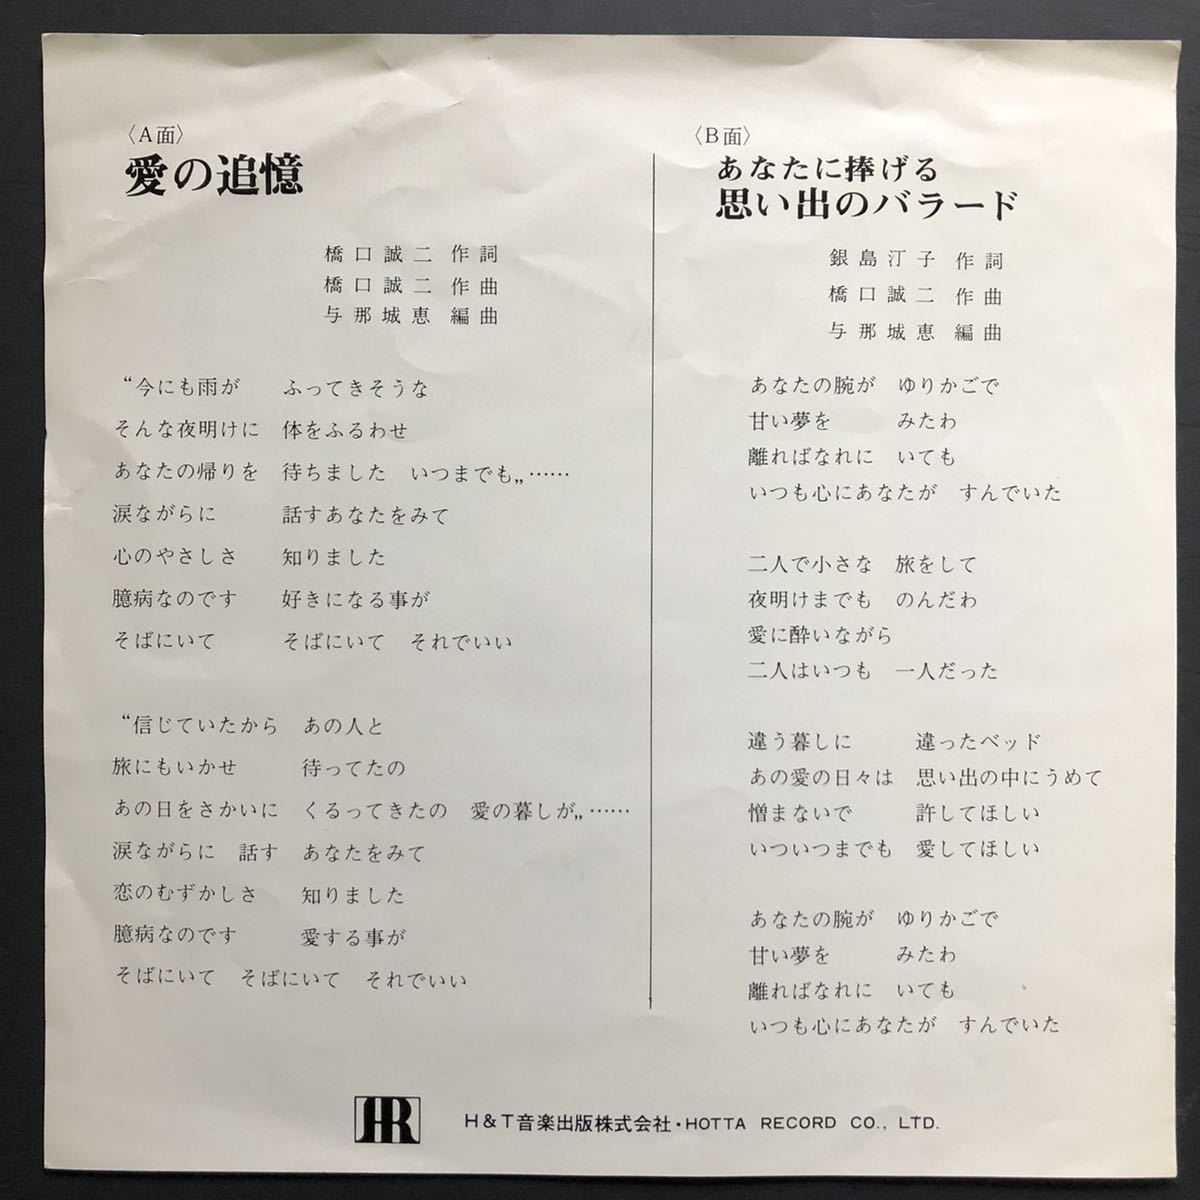 〈A面〉
愛の追憶
橋口誠二 作詞
橋口誠二 作曲
与那城恵 編曲
“今にも雨が　ふってきそうな
そんな夜明けに　体をふるわせ
あなたの帰りを　待ちました　いつまでも„……
涙ながらに　話すあなたをみて
心のやさしさ　知りました
臆病なのです　好きになる事が
そばにいて　そばにいて　それでいい
“信じていたから　あの人と
旅にもいかせ　待ってたの
あの日をさかいに　くるってきたの　愛の暮しが„……
涙ながらに　話す　あなたをみて
恋のむずかしさ　知りました
臆病なのです　愛する事が
そばにいて　そばにいて　それでいい
〈B面〉
あなたに捧げる
思い出のバラード
銀島汀子 作詞
橋口誠二 作曲
与那城恵 編曲
あなたの腕が　ゆりかごで
甘い夢を　みたわ
離ればなれに　いても
いつも心にあなたが　すんでいた
二人で小さな　旅をして
夜明けまでも　のんだわ
愛に酔いながら
二人はいつも　一人だった
違う暮しに　違ったベッド
あの愛の日々は　思い出の中にうめて
憎まないで　許してほしい
いついつまでも　愛してほしい
あなたの腕が　ゆりかごで
甘い夢を　みたわ
離ればなれに　いても
いつも心にあなたが　すんでいた
HR H&T音楽出版株式会社・HOTTA RECORD CO., LTD.